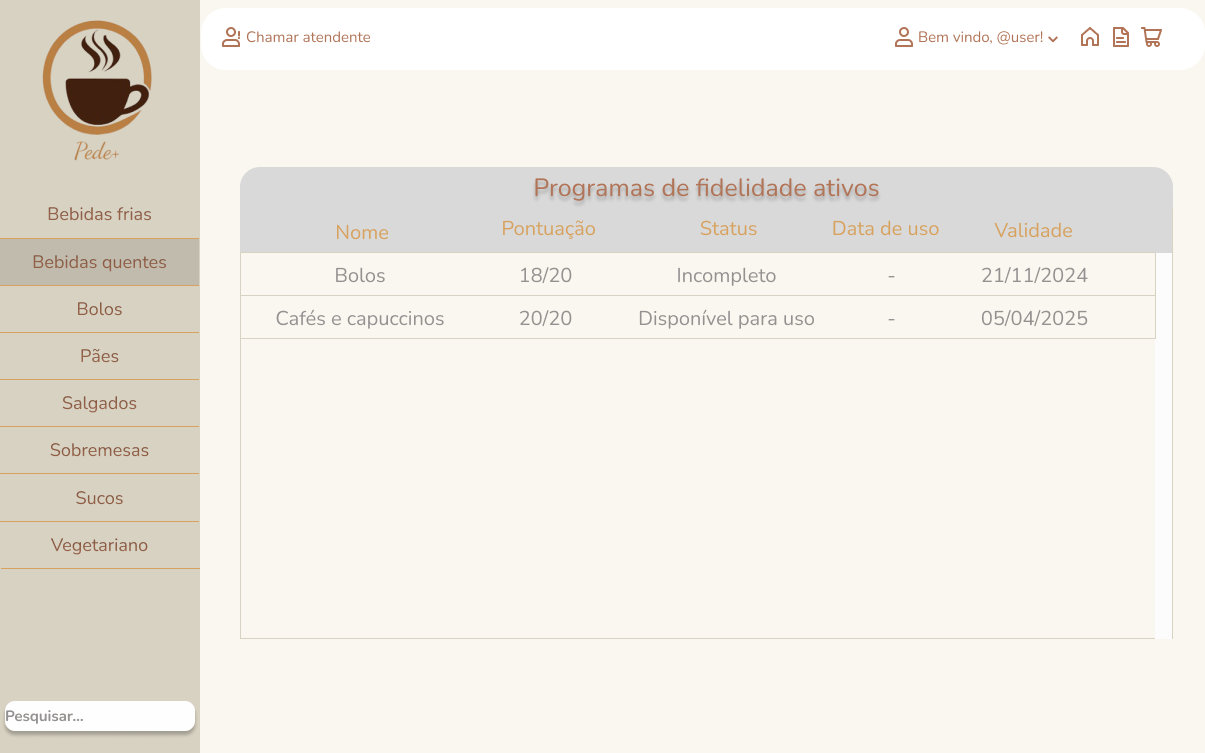 Pede+
Bebidas frias
Bebidas quentes
Bolos
Pães
Salgados
Sobremesas
Sucos
Vegetariano
Pesquisar...
Chamar atendente
Bem vindo, @user!
Programas de fidelidade ativos
Nome Pontuação Status Data de uso Validade
Bolos 18/20 Incompleto - 21/11/2024
Cafés e capuccinos 20/20 Disponível para uso - 05/04/2025